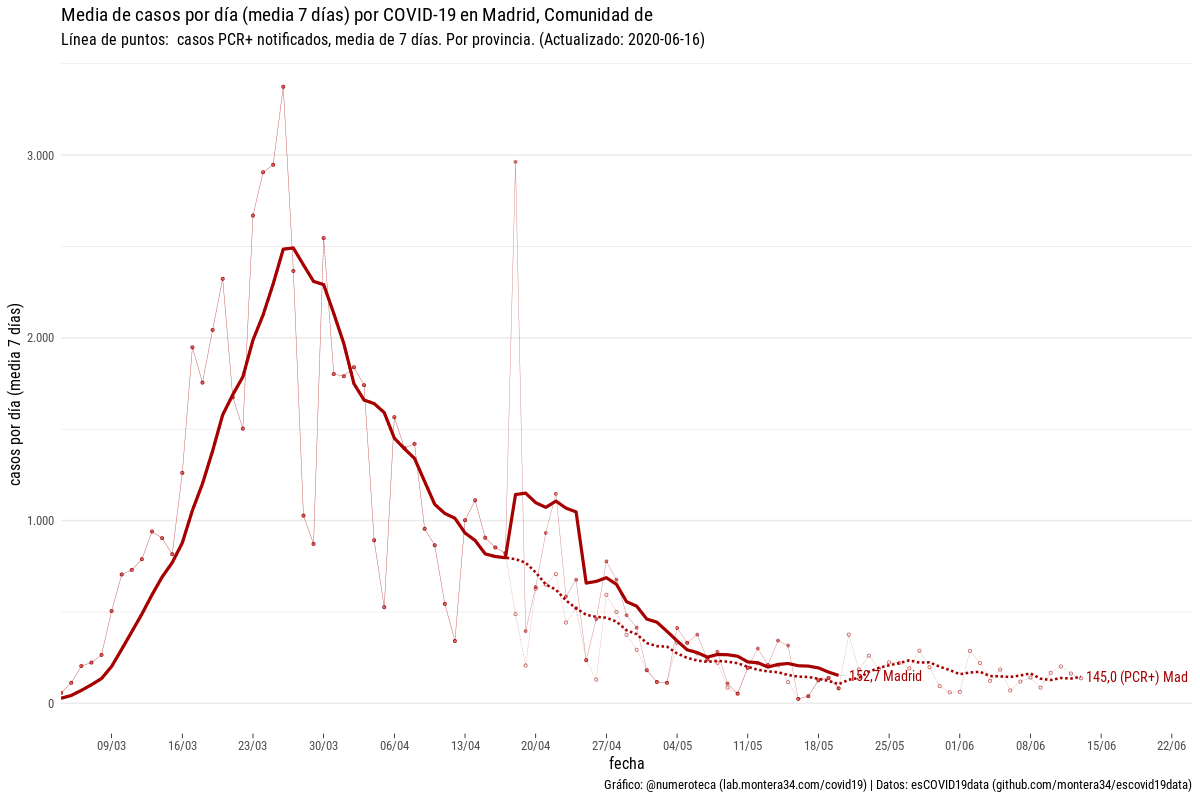 Media de casos por día (media 7 días) por COVID-19 en Madrid, Comunidad de
Línea de puntos:  casos PCR+ notificados, media de 7 días. Por provincia. (Actualizado: 2020-06-16)
casos por día (media 7 días)
3.000
2.000
1.000
0
152,7 Madrid
145,0 (PCR+) Mad
09/03 16/03 23/03 30/03 06/04 13/04 20/04 27/04 04/05 11/05 18/05 25/05 01/06 08/06 15/06 22/06
fecha
Gráfico: @numeroteca (lab.montera34.com/covid19) | Datos: esCOVID19data (github.com/montera34/escovid19data)